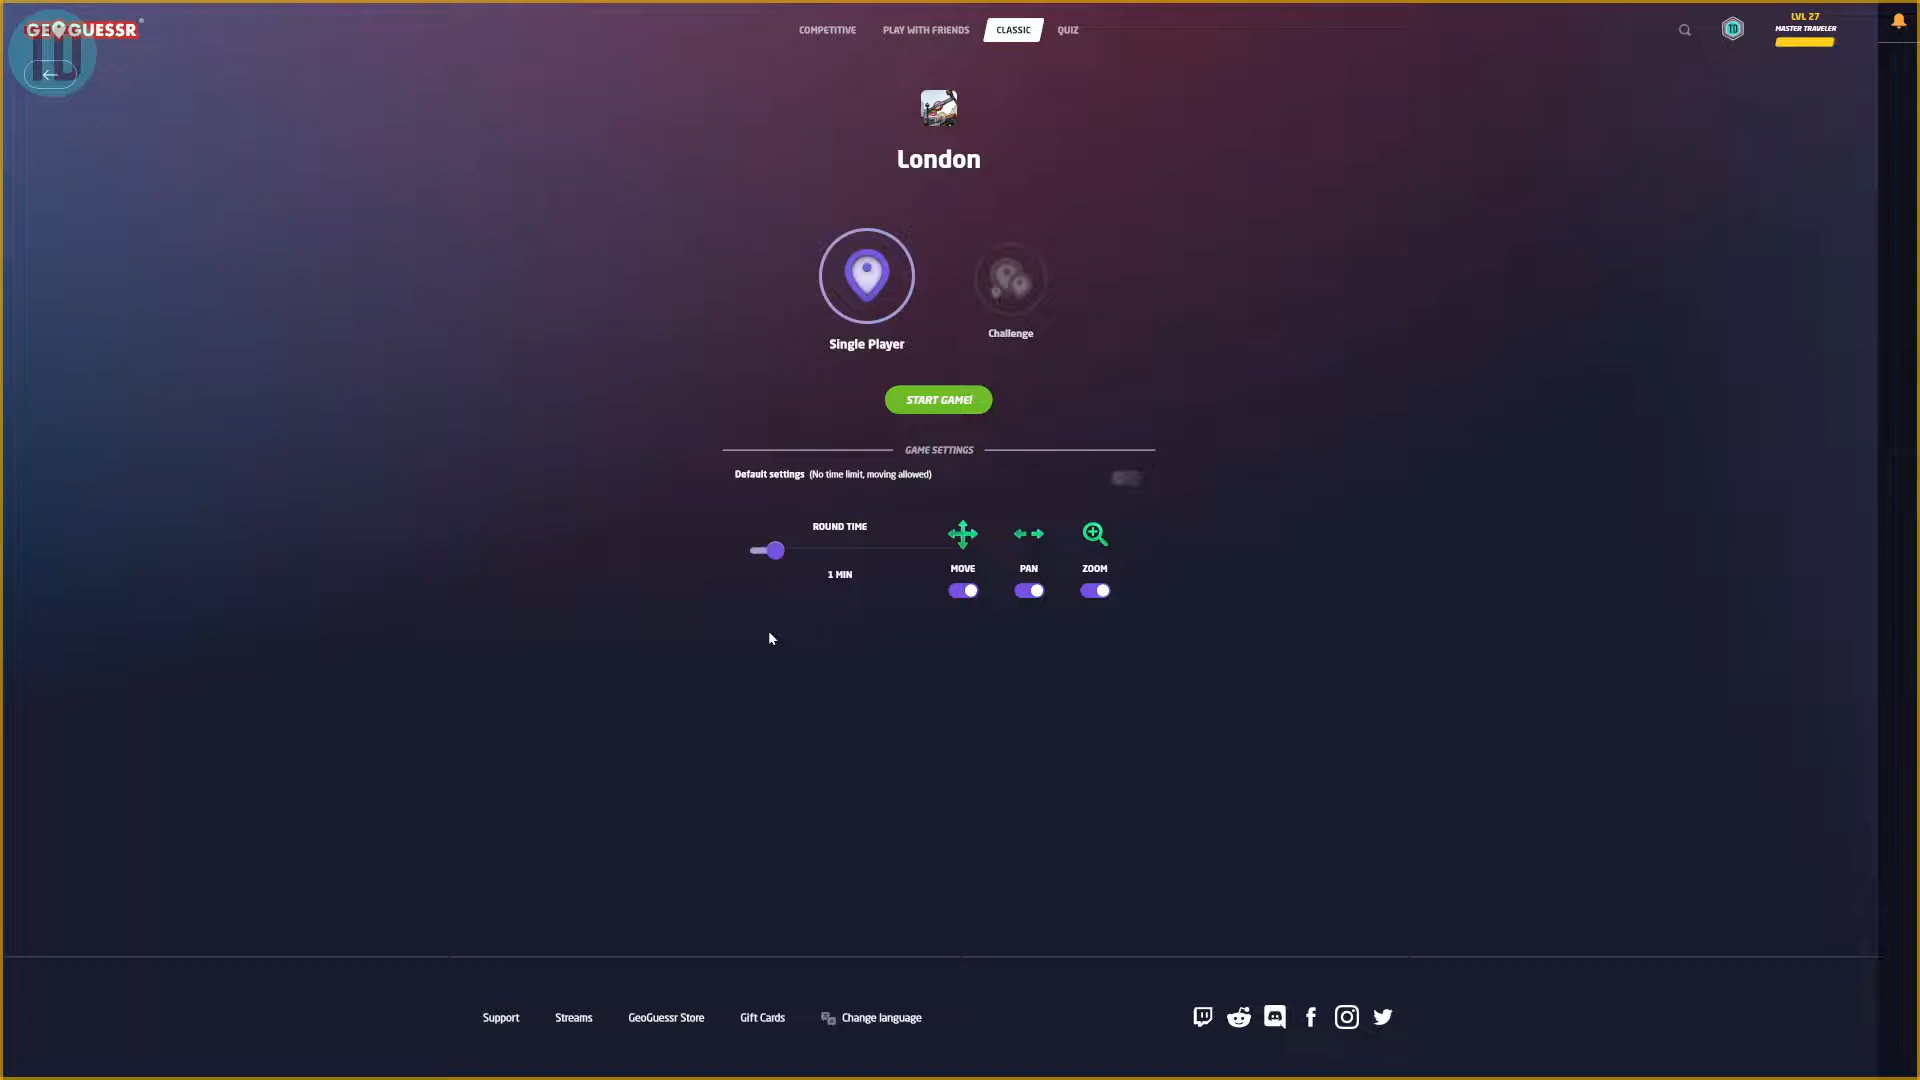 GEOGUESSR
COMPETITIVE
PLAY WITH FRIENDS
CLASSIC
QUIZ
LVL 27
MASTER TRAVELER
London
Single Player
Challenge
START GAME!
GAME SETTINGS
Default settings (No time limit, moving allowed)
ROUND TIME
1 MIN
MOVE
PAN
ZOOM
Support
Streams
GeoGuessr Store
Gift Cards
Change language